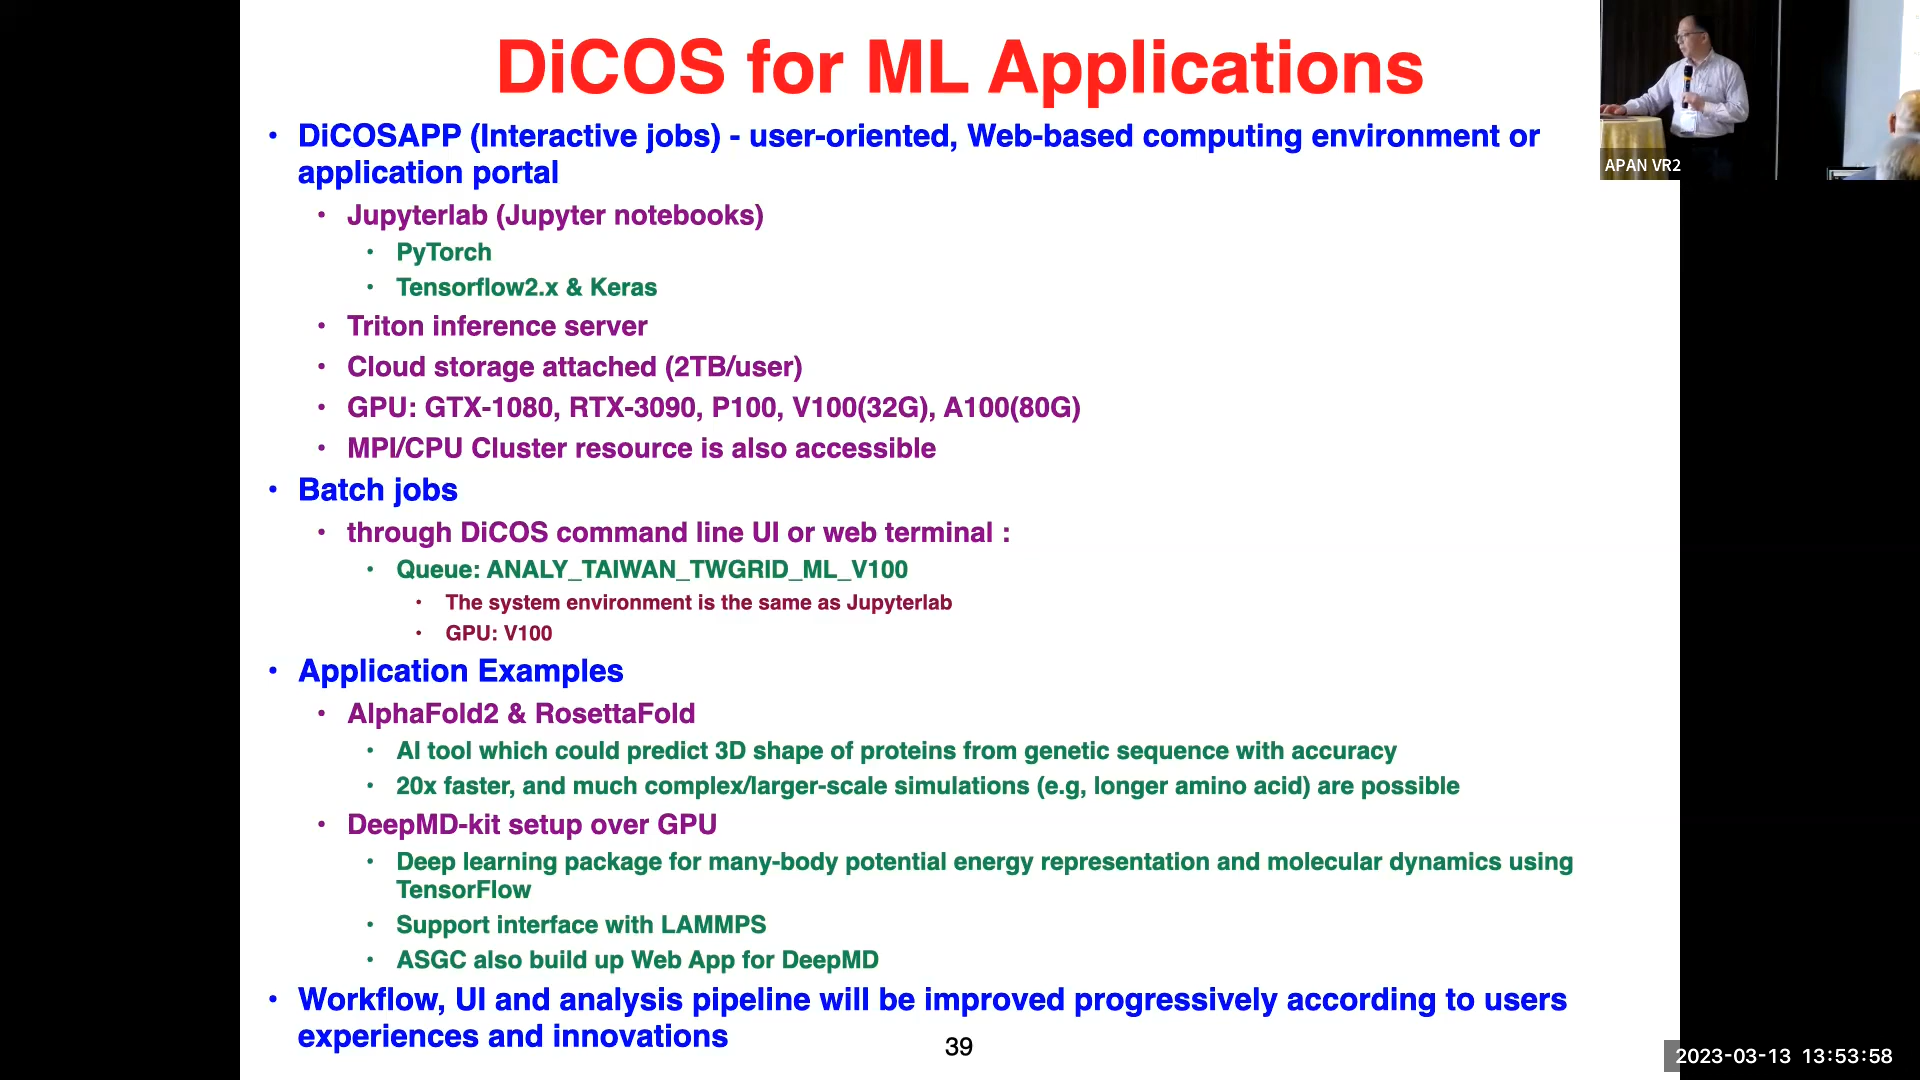 DiCOS for ML Applications
• DiCOSAPP (Interactive jobs) - user-oriented, Web-based computing environment or
application portal
• Jupyterlab (Jupyter notebooks)
• PyTorch
• Tensorflow2.x & Keras
• Triton inference server
• Cloud storage attached (2TB/user)
• GPU: GTX-1080, RTX-3090, P100, V100(32G), A100(80G)
• MPI/CPU Cluster resource is also accessible
• Batch jobs
• through DiCOS command line UI or web terminal :
• Queue: ANALY_TAIWAN_TWGRID_ML_V100
• The system environment is the same as Jupyterlab
• GPU: V100
• Application Examples
• AlphaFold2 & RosettaFold
• AI tool which could predict 3D shape of proteins from genetic sequence with accuracy
• 20x faster, and much complex/larger-scale simulations (e.g, longer amino acid) are possible
• DeepMD-kit setup over GPU
• Deep learning package for many-body potential energy representation and molecular dynamics using
TensorFlow
• Support interface with LAMMPS
• ASGC also build up Web App for DeepMD
• Workflow, UI and analysis pipeline will be improved progressively according to users
experiences and innovations
39
APAN VR2
2023-03-13 13:53:58